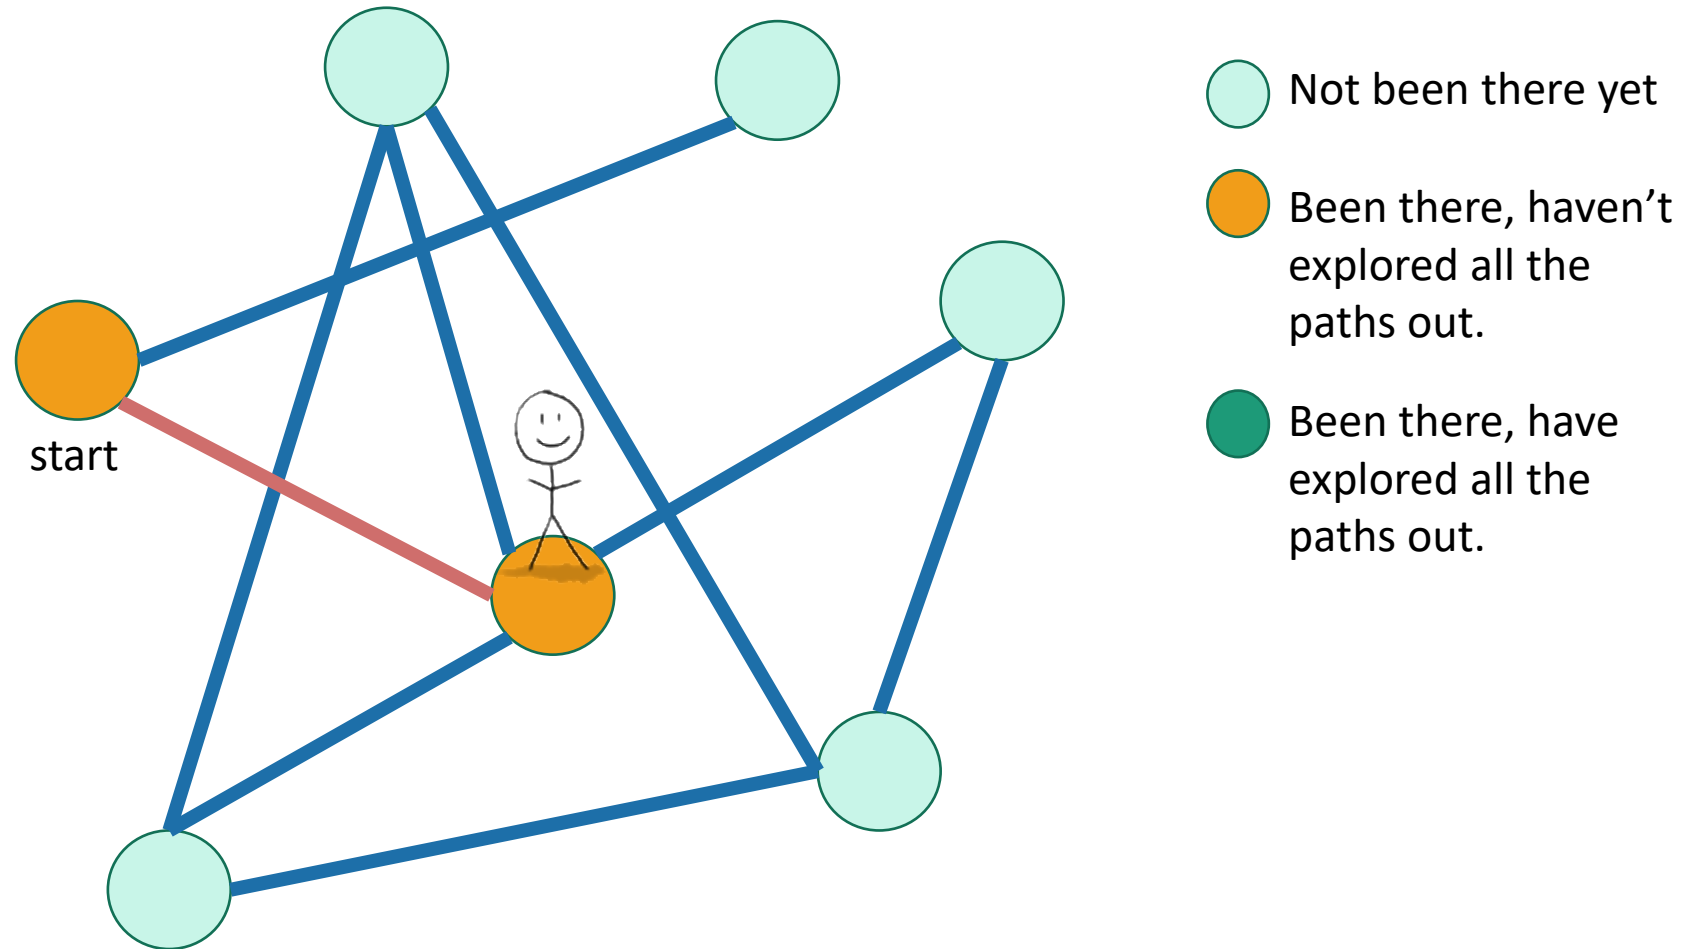 Not been there yet
Been there, haven’t
explored all the
paths out.
start
Been there, have
explored all the
paths out.